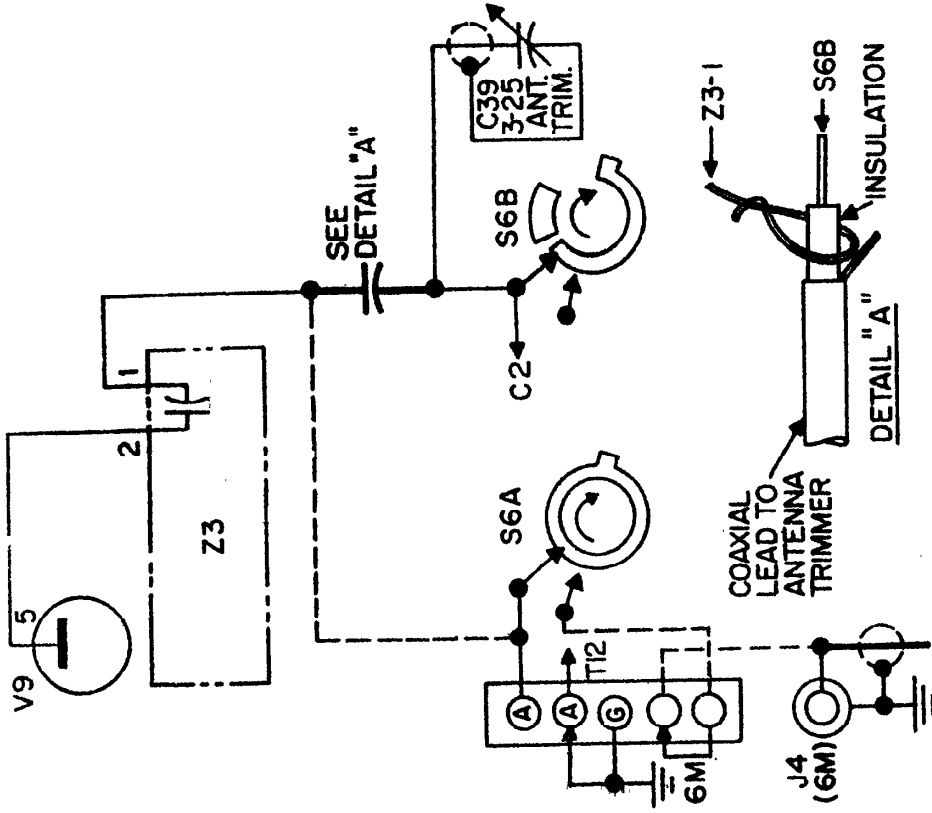 V9
5
2
1
Z3
SEE
DETAIL "A"
C39
3-25
ANT.
TRIM.
S6B
C2
S6A
A
A
G
T12
6M
J4
(6M)
COAXIAL
LEAD TO
ANTENNA
TRIMMER
Z3-1
S6B
INSULATION
DETAIL "A"